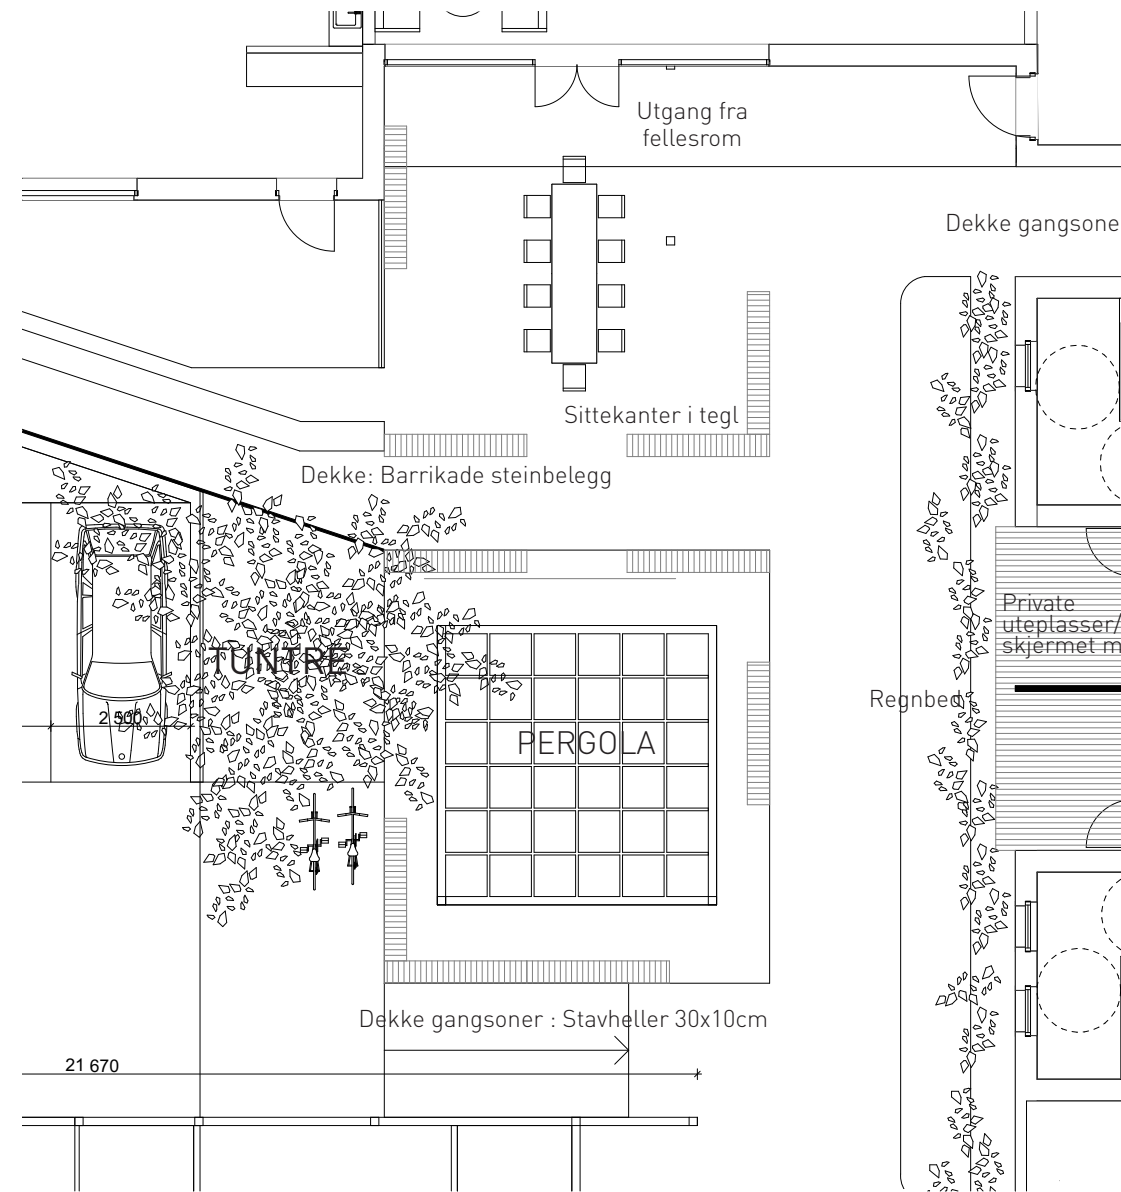 Utgang fra
fellesrom
Dekke gangsone
Sittekanter i tegl
Dekke: Barrikade steinbelegg
Private
uteplasser/
skjermet m
TUNTRE
Regnbed
2 500
PERGOLA
Dekke gangsoner : Stavheller 30x10cm
21 670